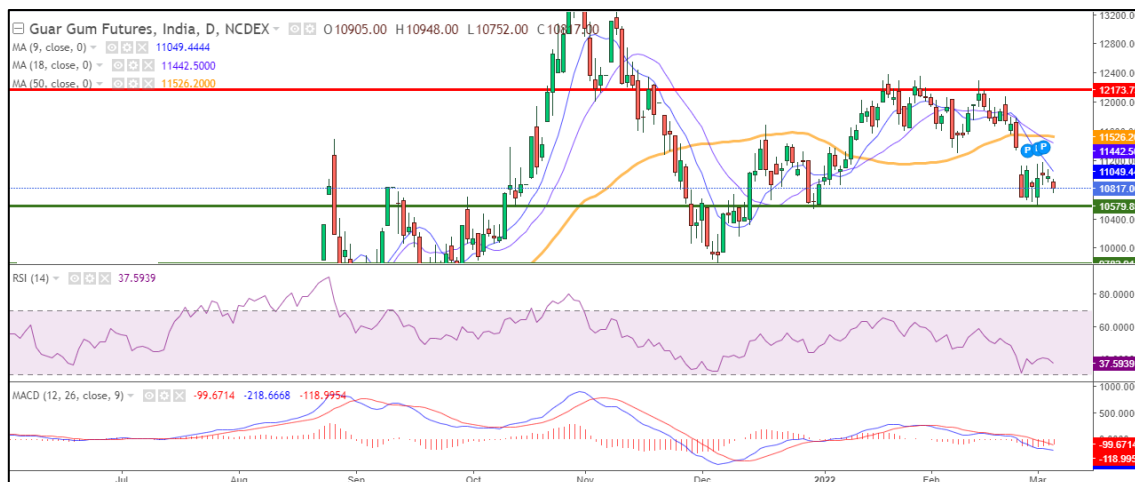 Guar Gum Futures, India, D, NCDEX O10905.00 H10948.00 L10752.00 C10817.00
MA (9, close, 0) 11049.4444
MA (18, close, 0) 11442.5000
MA (50, close, 0) 11526.2000
13200.00
12800.00
12400.00
12173.7
12000.00
11526.20
11442.50
11049.44
10817.00
10579.8
10400.00
10000.00
P P
RSI (14) 37.5939
80.0000
60.0000
37.5939
MACD (12, 26, close, 9) -99.6714 -218.6668 -118.9954
1000.00
500.000
-99.6714
-118.995
Jul Aug Sep Oct Nov Dec 2022 Feb Mar